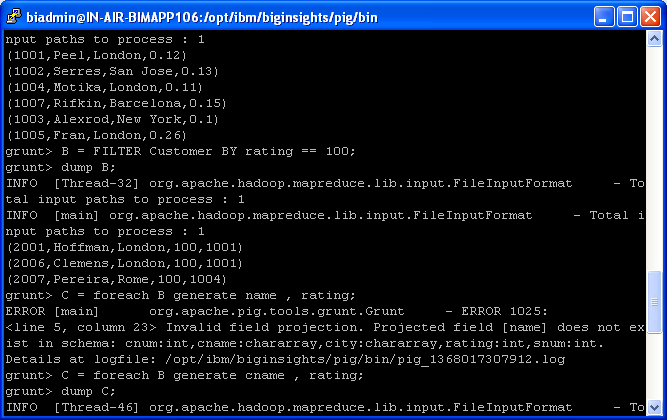 biadmin@IN-AIR-BIMAPP106:/opt/ibm/biginsights/pig/bin
nput paths to process : 1
(1001,Peel,London,0.12)
(1002,Serres,San Jose,0.13)
(1004,Motika,London,0.11)
(1007,Rifkin,Barcelona,0.15)
(1003,Alexrod,New York,0.1)
(1005,Fran,London,0.26)
grunt> B = FILTER Customer BY rating == 100;
grunt> dump B;
INFO  [Thread-32] org.apache.hadoop.mapreduce.lib.input.FileInputFormat     - To
tal input paths to process : 1
INFO  [main] org.apache.hadoop.mapreduce.lib.input.FileInputFormat     - Total i
nput paths to process : 1
(2001,Hoffman,London,100,1001)
(2006,Clemens,London,100,1001)
(2007,Pereira,Rome,100,1004)
grunt> C = foreach B generate name , rating;
ERROR [main] org.apache.pig.tools.grunt.Grunt     - ERROR 1025:
<line 5, column 23> Invalid field projection. Projected field [name] does not ex
ist in schema: cnum:int,cname:chararray,city:chararray,rating:int,snum:int.
Details at logfile: /opt/ibm/biginsights/pig/bin/pig_1368017307912.log
grunt> C = foreach B generate cname , rating;
grunt> dump C;
INFO  [Thread-46] org.apache.hadoop.mapreduce.lib.input.FileInputFormat     - To